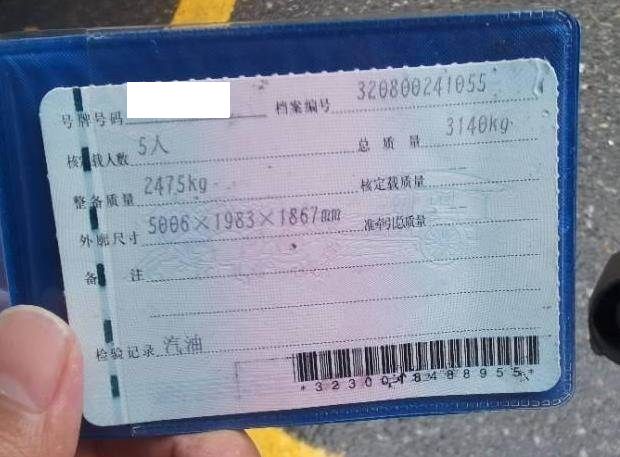 号牌号码 档案编号 320800241055
核定载人数 5人 总质量 3140kg
整备质量 2475kg 核定载质量
外廓尺寸 5006×1983×1867mm 准牵引总质量
备注
检验记录 汽油
*3230018488955*